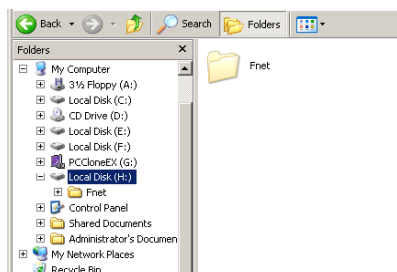 Back Search Folders
Folders x
My Computer
3½ Floppy (A:)
Local Disk (C:)
CD Drive (D:)
Local Disk (E:)
Local Disk (F:)
PCCloneEX (G:)
Local Disk (H:)
Fnet
Control Panel
Shared Documents
Administrator's Documen
My Network Places
Recycle Bin
Fnet